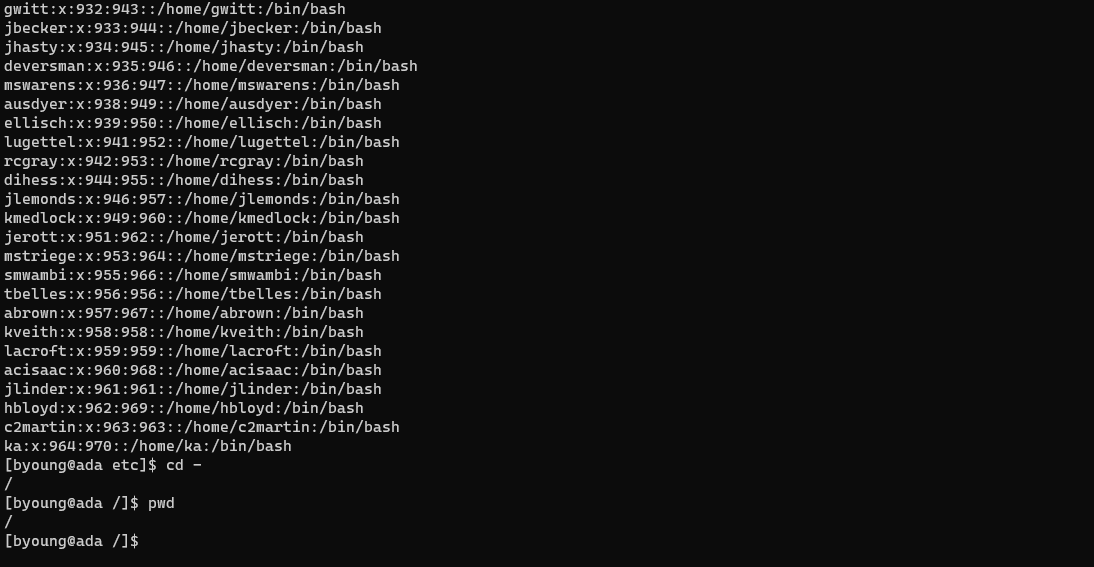 gwitt:x:932:943::/home/gwitt:/bin/bash
jbecker:x:933:944::/home/jbecker:/bin/bash
jhasty:x:934:945::/home/jhasty:/bin/bash
deversman:x:935:946::/home/deversman:/bin/bash
mswarens:x:936:947::/home/mswarens:/bin/bash
ausdyer:x:938:949::/home/ausdyer:/bin/bash
ellisch:x:939:950::/home/ellisch:/bin/bash
lugettel:x:941:952::/home/lugettel:/bin/bash
rcgray:x:942:953::/home/rcgray:/bin/bash
dihess:x:944:955::/home/dihess:/bin/bash
jlemonds:x:946:957::/home/jlemonds:/bin/bash
kmedlock:x:949:960::/home/kmedlock:/bin/bash
jerott:x:951:962::/home/jerott:/bin/bash
mstriege:x:953:964::/home/mstriege:/bin/bash
smwambi:x:955:966::/home/smwambi:/bin/bash
tbelles:x:956:956::/home/tbelles:/bin/bash
abrown:x:957:967::/home/abrown:/bin/bash
kveith:x:958:958::/home/kveith:/bin/bash
lacroft:x:959:959::/home/lacroft:/bin/bash
acisaac:x:960:968::/home/acisaac:/bin/bash
jlinder:x:961:961::/home/jlinder:/bin/bash
hbloyd:x:962:969::/home/hbloyd:/bin/bash
c2martin:x:963:963::/home/c2martin:/bin/bash
ka:x:964:970::/home/ka:/bin/bash
[byoung@ada etc]$ cd -
/
[byoung@ada /]$ pwd
/
[byoung@ada /]$